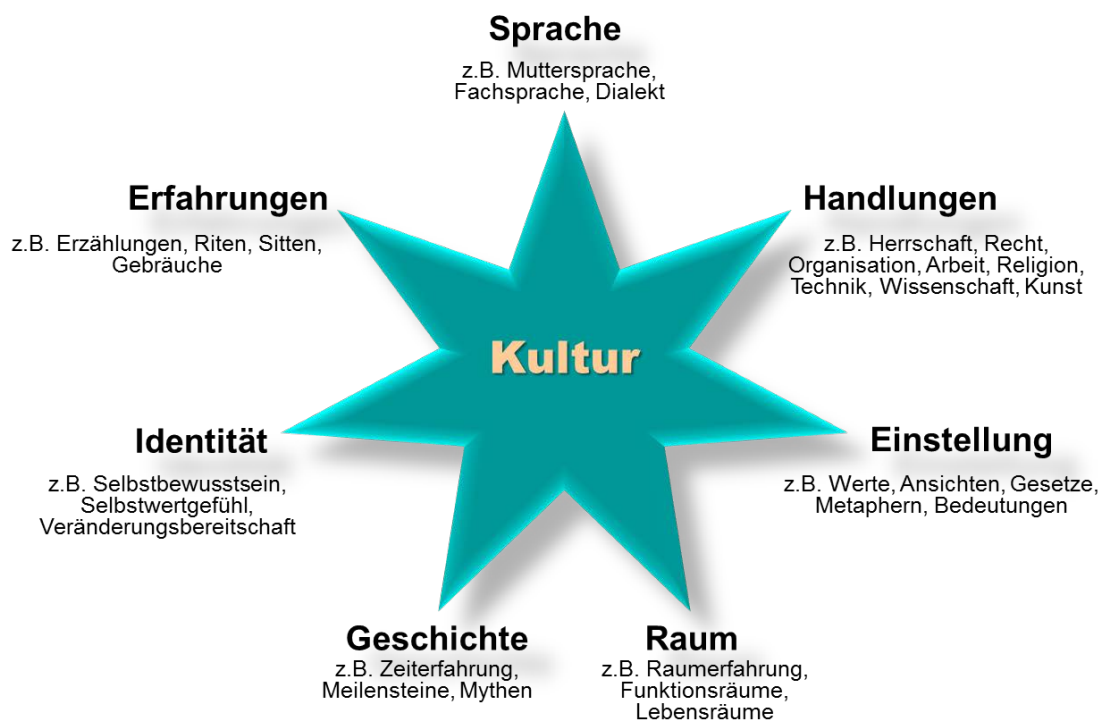 Sprache
z.B. Muttersprache,
Fachsprache, Dialekt
Handlungen
z.B. Herrschaft, Recht,
Organisation, Arbeit, Religion,
Technik, Wissenschaft, Kunst
Einstellung
z.B. Werte, Ansichten, Gesetze,
Metaphern, Bedeutungen
Raum
z.B. Raumerfahrung,
Funktionsräume,
Lebensräume
Geschichte
z.B. Zeiterfahrung,
Meilensteine, Mythen
Identität
z.B. Selbstbewusstsein,
Selbstwertgefühl,
Veränderungsbereitschaft
Erfahrungen
z.B. Erzählungen, Riten, Sitten,
Gebräuche
Kultur